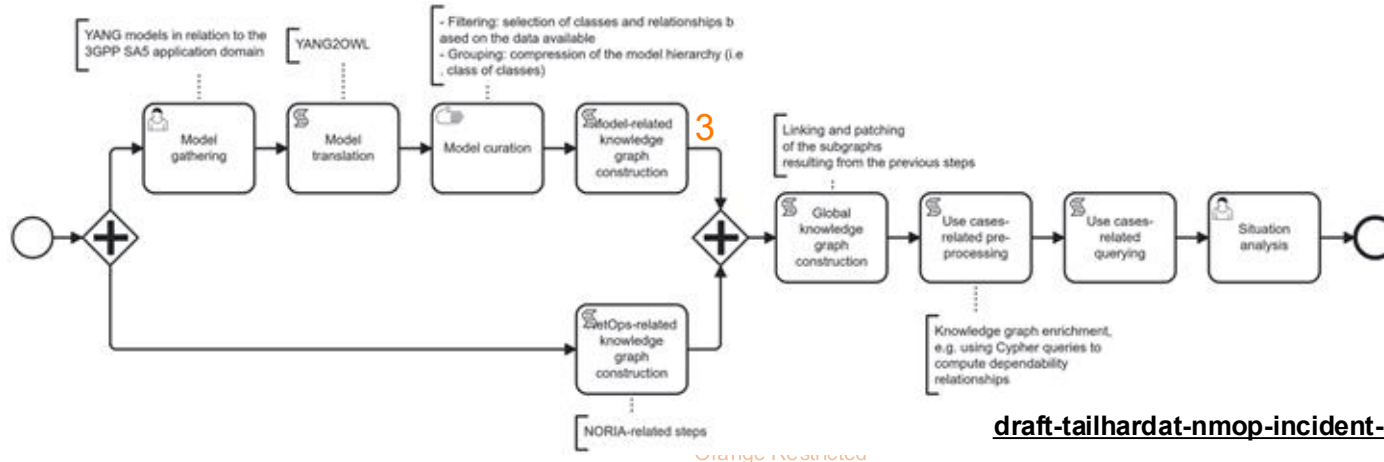 YANG models in relation to the
3GPP SA5 application domain
YANG2OWL
- Filtering: selection of classes and relationships b
ased on the data available
- Grouping: compression of the model hierarchy (i.e
. class of classes)
Model
gathering
Model
translation
Model curation
Model-related
knowledge
graph
construction
3
Linking and patching
of the subgraphs
resulting from the previous steps
Global
knowledge
graph
construction
Use cases-
related pre-
processing
Use cases-
related
querying
Situation
analysis
NetOps-related
knowledge
graph
construction
Knowledge graph enrichment,
e.g. using Cypher queries to
compute dependability
relationships
NORIA-related steps
draft-tailhardat-nmop-incident-
Orange Restricted